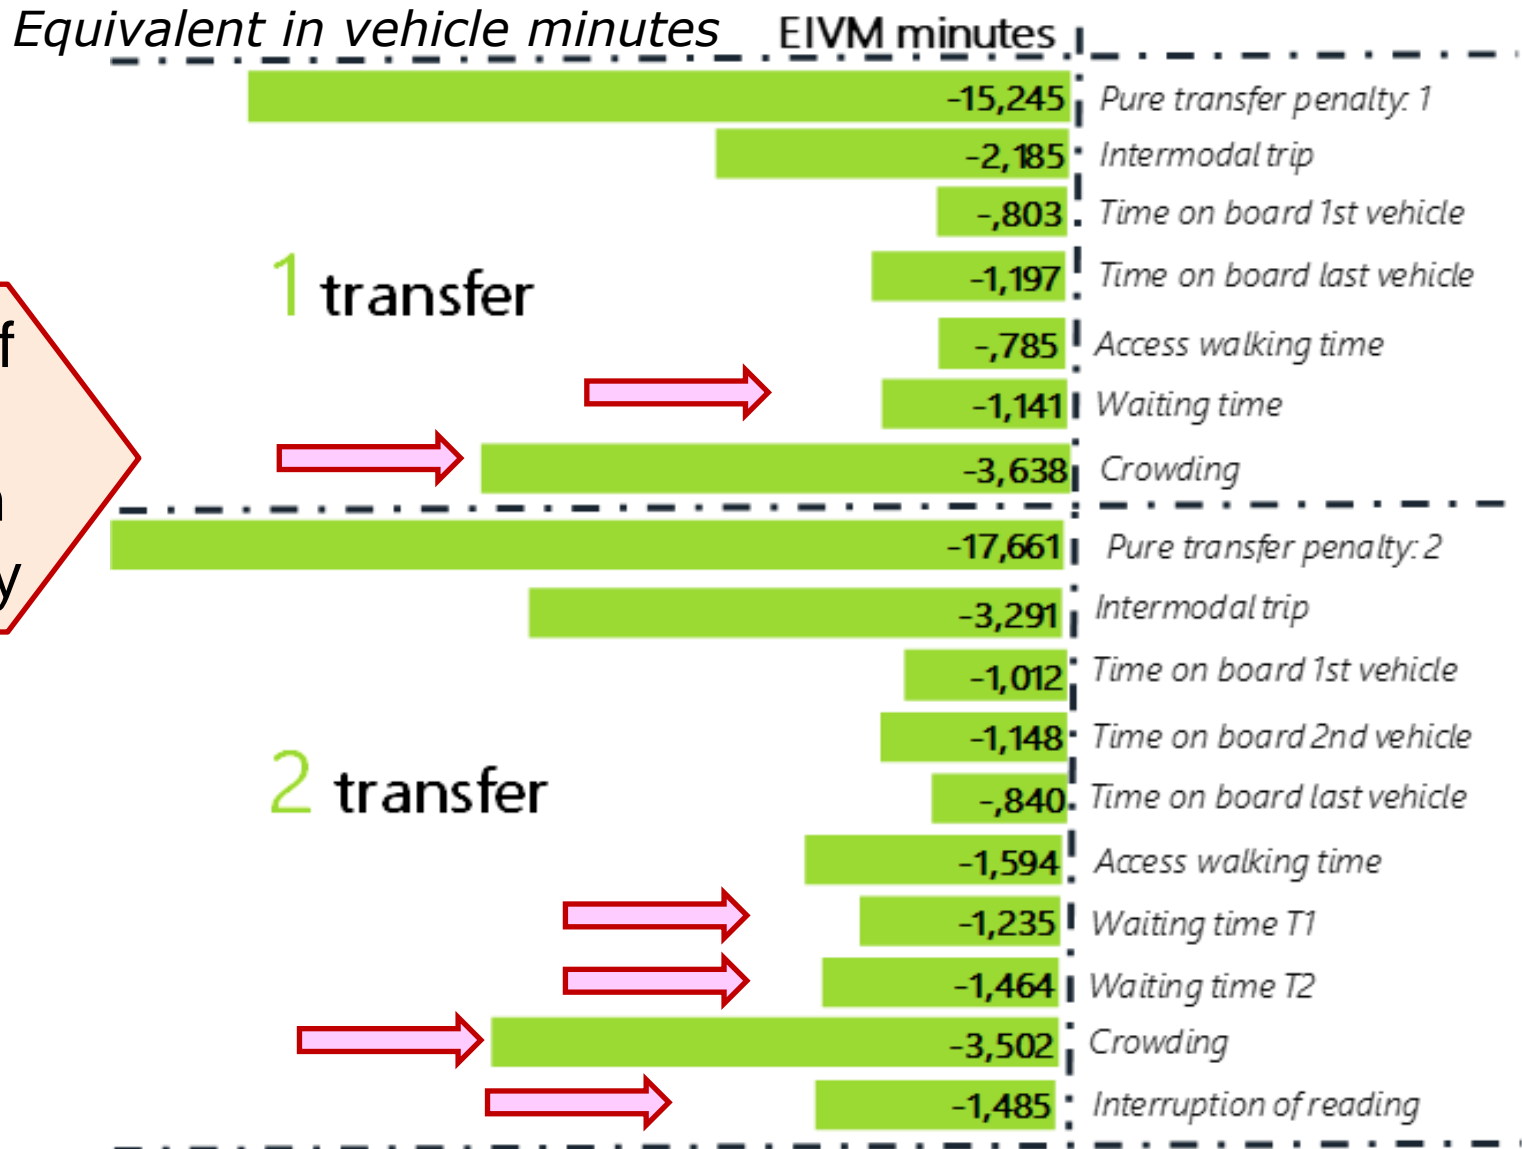 Equivalent in vehicle minutes EIVM minutes
-15,245 Pure transfer penalty: 1
-2,185 Intermodal trip
-,803 Time on board 1st vehicle
1 transfer
-1,197 Time on board last vehicle
-,785 Access walking time
-1,141 Waiting time
-3,638 Crowding
-17,661 Pure transfer penalty: 2
-3,291 Intermodal trip
-1,012 Time on board 1st vehicle
-1,148 Time on board 2nd vehicle
2 transfer
-,840 Time on board last vehicle
-1,594 Access walking time
-1,235 Waiting time T1
-1,464 Waiting time T2
-3,502 Crowding
-1,485 Interruption of reading